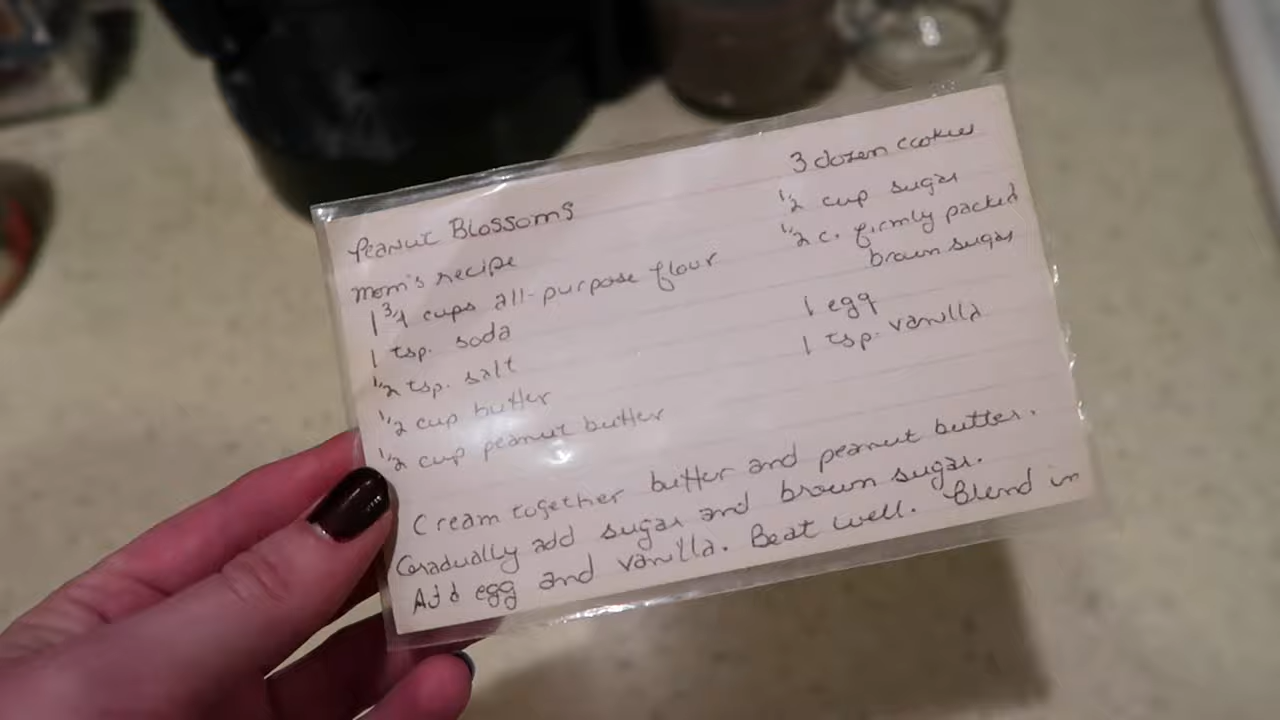 Peanut Blossoms
Mom's recipe
1 3/4 cups all-purpose flour
1 tsp. soda
1/2 tsp. salt
1/2 cup butter
1/2 cup peanut butter
3 dozen cookies
1/2 cup sugar
1/2 c. firmly packed
brown sugar
1 egg
1 tsp. vanilla
Cream together butter and peanut butter.
Gradually add sugar and brown sugar.
Add egg and vanilla. Beat well. Blend in